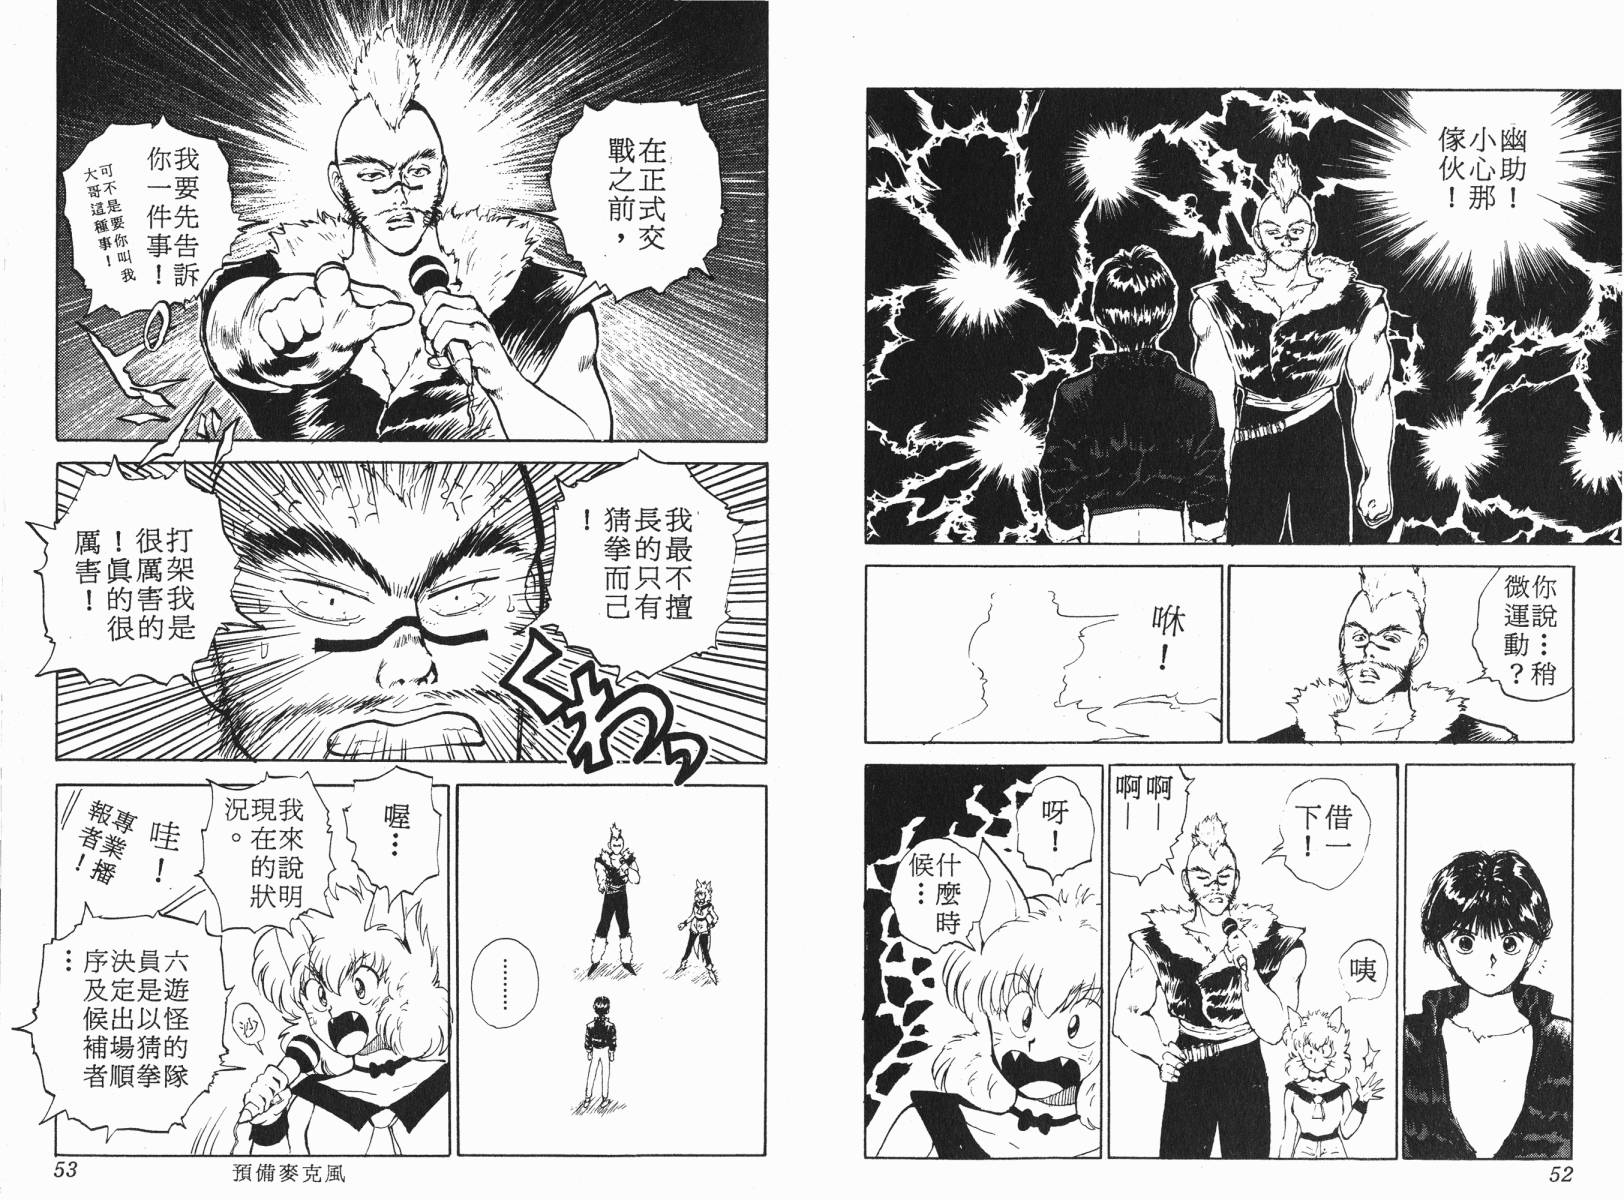 幽助！
小心那
傢伙！
你說…稍
微運動？
咻！
借一
下！
咦
啊｜
啊｜
呀！
什麼時
候…
52
在正式交
戰之前，
我要先告訴
你一件事！
可不是要你叫我
大哥這種事！
我最不擅
長的只有
猜拳而已
！
打架我是
很厲害的
！真的很
厲害！
くわっ
………
喔…
我來說明
現在的狀
況。
哇！
專業播
報者！
六遊怪的隊
員是以猜拳
決定出場順
序及候補者
…
53
預備麥克風